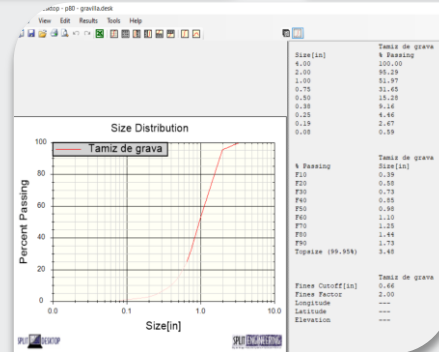 Desktop - p80 - gravilla.desk
View Edit Results Tools Help
Size Distribution
Tamiz de grava
Percent Passing
100
80
60
40
20
0
0.0 0.1 1.0 10.0
Size[in]
SPLIT DESKTOP
SPLIT ENGINEERING
Tamiz de grava
Size[in] % Passing
4.00 100.00
2.00 95.29
1.00 51.97
0.75 31.65
0.50 15.28
0.38 9.16
0.25 4.46
0.19 2.67
0.08 0.59
Tamiz de grava
% Passing Size[in]
F10 0.39
F20 0.58
F30 0.73
F40 0.85
F50 0.98
F60 1.10
F70 1.25
F80 1.44
F90 1.73
Topsize (99.95%) 3.48
Tamiz de grava
Fines Cutoff[in] 0.66
Fines Factor 2.00
Longitude ---
Latitude ---
Elevation ---